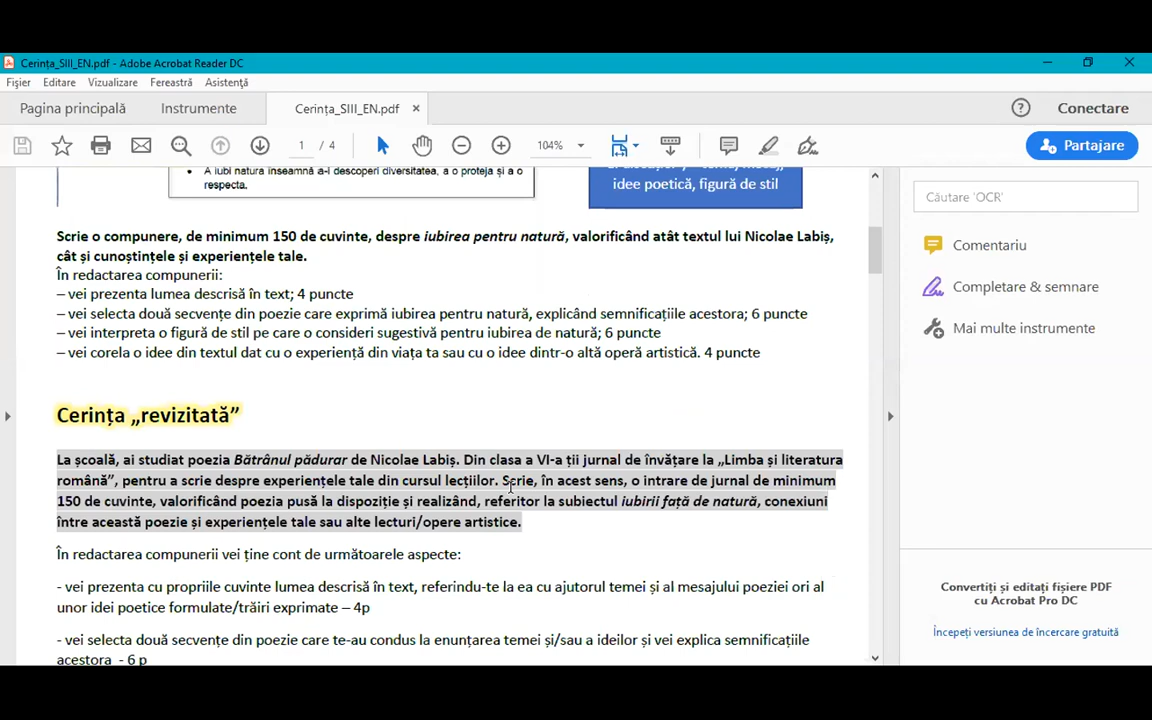 Cerința_SIII_EN.pdf - Adobe Acrobat Reader DC
Fișier Editare Vizualizare Fereastră Asistență
Pagina principală Instrumente Cerința_SIII_EN.pdf × Conectare
1 / 4 104% Partajare
A iubi natura înseamnă a-i descoperi diversitatea, a o proteja și a o
respecta.
idee poetică, figură de stil
Căutare 'OCR'
Comentariu
Completare & semnare
Mai multe instrumente
Scrie o compunere, de minimum 150 de cuvinte, despre iubirea pentru natură, valorificând atât textul lui Nicolae Labiș,
cât și cunoștințele și experiențele tale.
În redactarea compunerii:
– vei prezenta lumea descrisă în text; 4 puncte
– vei selecta două secvențe din poezie care exprimă iubirea pentru natură, explicând semnificațiile acestora; 6 puncte
– vei interpreta o figură de stil pe care o consideri sugestivă pentru iubirea de natură; 6 puncte
– vei corela o idee din textul dat cu o experiență din viața ta sau cu o idee dintr-o altă operă artistică. 4 puncte
Cerința „revizitată”
La școală, ai studiat poezia Bătrânul pădurar de Nicolae Labiș. Din clasa a VI-a ții jurnal de învățare la „Limba și literatura
română”, pentru a scrie despre experiențele tale din cursul lecțiilor. Scrie, în acest sens, o intrare de jurnal de minimum
150 de cuvinte, valorificând poezia pusă la dispoziție și realizând, referitor la subiectul iubirii față de natură, conexiuni
între această poezie și experiențele tale sau alte lecturi/opere artistice.
În redactarea compunerii vei ține cont de următoarele aspecte:
- vei prezenta cu propriile cuvinte lumea descrisă în text, referindu-te la ea cu ajutorul temei și al mesajului poeziei ori al
unor idei poetice formulate/trăiri exprimate – 4p
- vei selecta două secvențe din poezie care te-au condus la enunțarea temei și/sau a ideilor și vei explica semnificațiile
acestora - 6 p
Convertiți și editați fișiere PDF
cu Acrobat Pro DC
Începeți versiunea de încercare gratuită